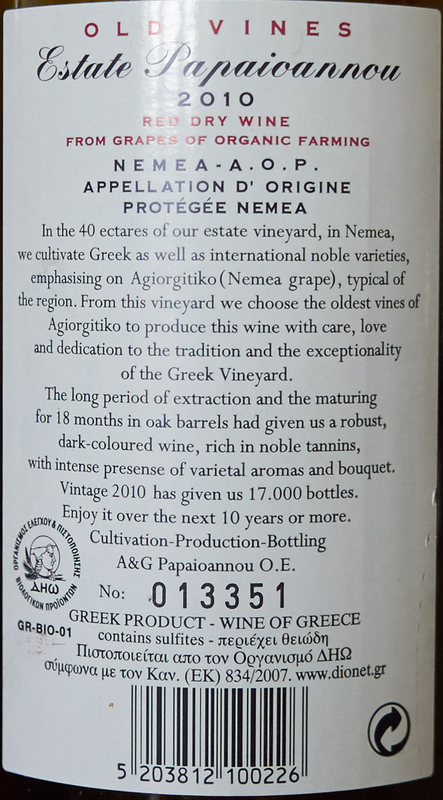 OLD VINES
Estate Papaioannou
2010
RED DRY WINE
FROM GRAPES OF ORGANIC FARMING
NEMEA-A.O.P.
APPELLATION D' ORIGINE
PROTÉGÉE NEMEA
In the 40 ectares of our estate vineyard, in Nemea,
we cultivate Greek as well as international noble varieties,
emphasising on Agiorgitiko (Nemea grape), typical of
the region. From this vineyard we choose the oldest vines of
Agiorgitiko to produce this wine with care, love
and dedication to the tradition and the exceptionality
of the Greek Vineyard.
The long period of extraction and the maturing
for 18 months in oak barrels had given us a robust,
dark-coloured wine, rich in noble tannins,
with intense presense of varietal aromas and bouquet.
Vintage 2010 has given us 17.000 bottles.
Enjoy it over the next 10 years or more.
Cultivation-Production-Bottling
A&G Papaioannou O.E.
No: 013351
ΟΡΓΑΝΙΣΜΟΣ ΕΛΕΓΧΟΥ & ΠΙΣΤΟΠΟΙΗΣΗΣ
ΒΙΟΛΟΓΙΚΩΝ ΠΡΟΪΟΝΤΩΝ
ΔΗΩ
GR-BIO-01
GREEK PRODUCT - WINE OF GREECE
contains sulfites - περιέχει θειώδη
Πιστοποιείται απο τον Οργανισμό ΔΗΩ
σύμφωνα με τον Καν. (ΕΚ) 834/2007. www.dionet.gr
5 203812 100226